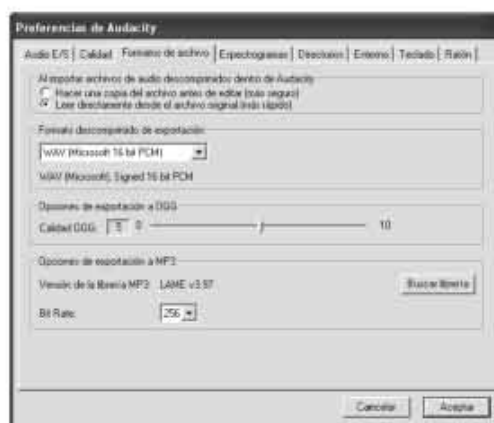 Preferencias de Audacity
Audio E/S Calidad Formatos de archivo Espectrogramas Directorios Entorno Teclado Ratón
Al importar archivos de audio descomprimidos dentro de Audacity
Hacer una copia del archivo antes de editar (más seguro)
Leer directamente desde el archivo original (más rápido)
Formato descomprimido de exportación
WAV (Microsoft 16 bit PCM)
WAV (Microsoft), Signed 16 bit PCM
Opciones de exportación a OGG
Calidad OGG: 5 0 10
Opciones de exportación a MP3
Versión de la librería MP3: LAME v3.97 Buscar librería
Bit Rate: 256
Cancelar Aceptar